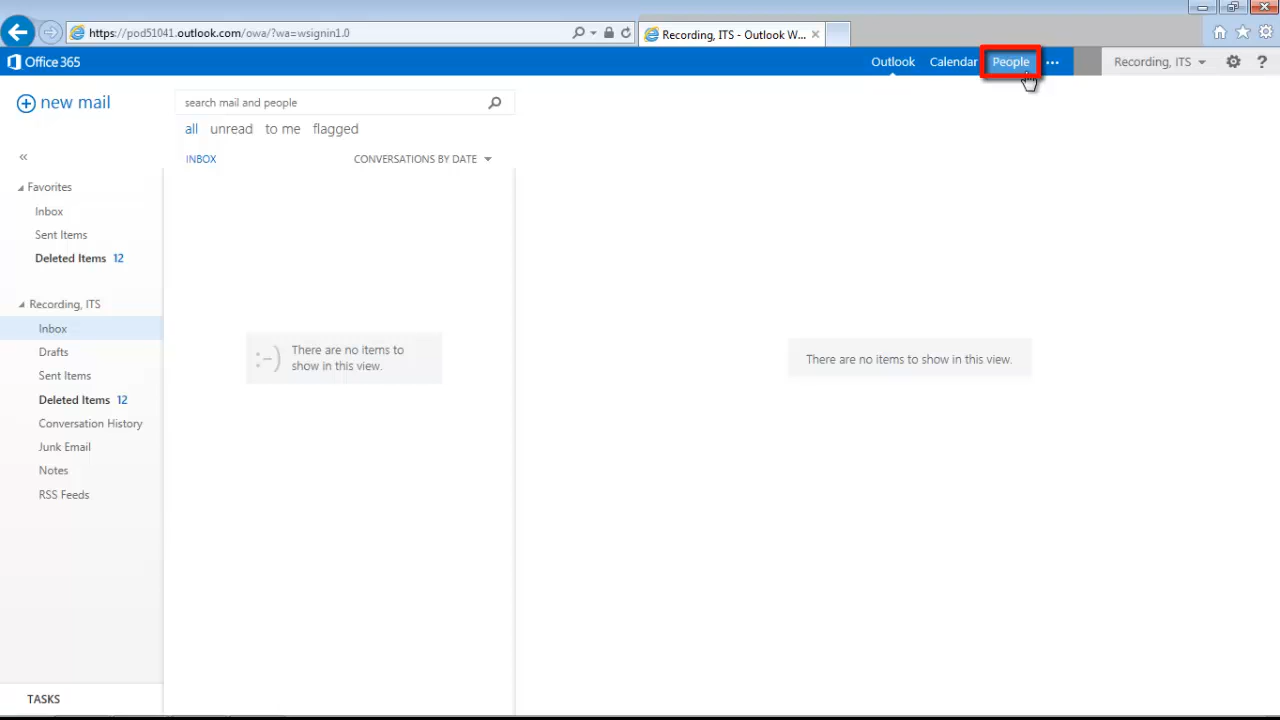 https://pod51041.outlook.com/owa/?wa=wsignin1.0
Recording, ITS - Outlook W...
Office 365
Outlook Calendar People ...
Recording, ITS
?
new mail
search mail and people
all unread to me flagged
«
INBOX CONVERSATIONS BY DATE
Favorites
Inbox
Sent Items
Deleted Items 12
Recording, ITS
Inbox
Drafts
Sent Items
Deleted Items 12
Conversation History
Junk Email
Notes
RSS Feeds
:-) There are no items to
show in this view.
There are no items to show in this view.
TASKS